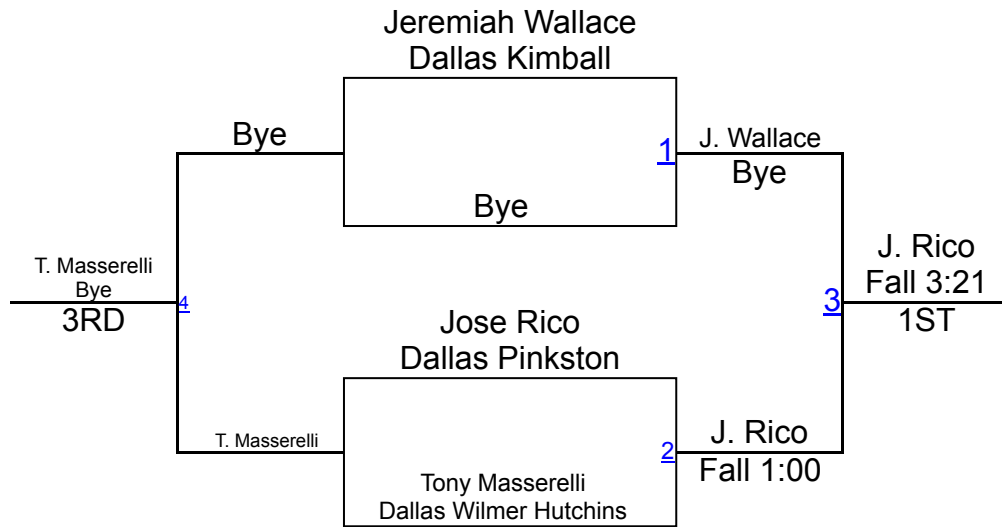 Jeremiah Wallace
Dallas Kimball
Bye
1
J. Wallace
Bye
Bye
T. Masserelli
Bye
3RD
4
J. Rico
Fall 3:21
1ST
3
Jose Rico
Dallas Pinkston
T. Masserelli
2
J. Rico
Fall 1:00
Tony Masserelli
Dallas Wilmer Hutchins